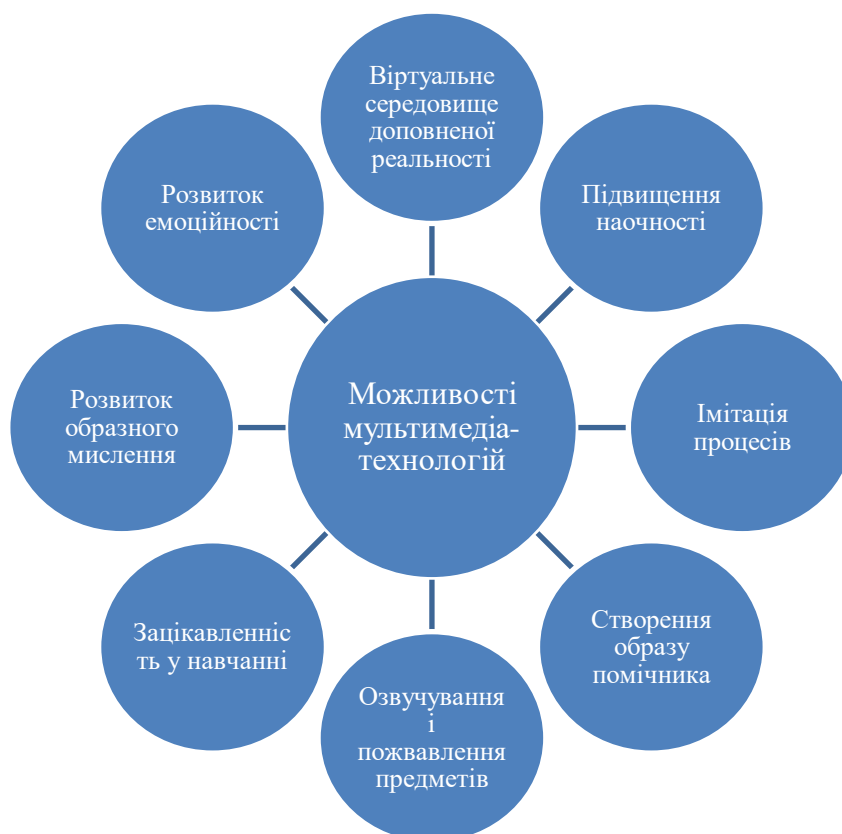 Віртуальне
середовище
доповненої
реальності
Підвищення
наочності
Імітація
процесів
Створення
образу
помічника
Озвучування
і
пожвавлення
предметів
Зацікавленніс
ть у навчанні
Розвиток
образного
мислення
Розвиток
емоційності
Можливості
мультимедіа-
технологій